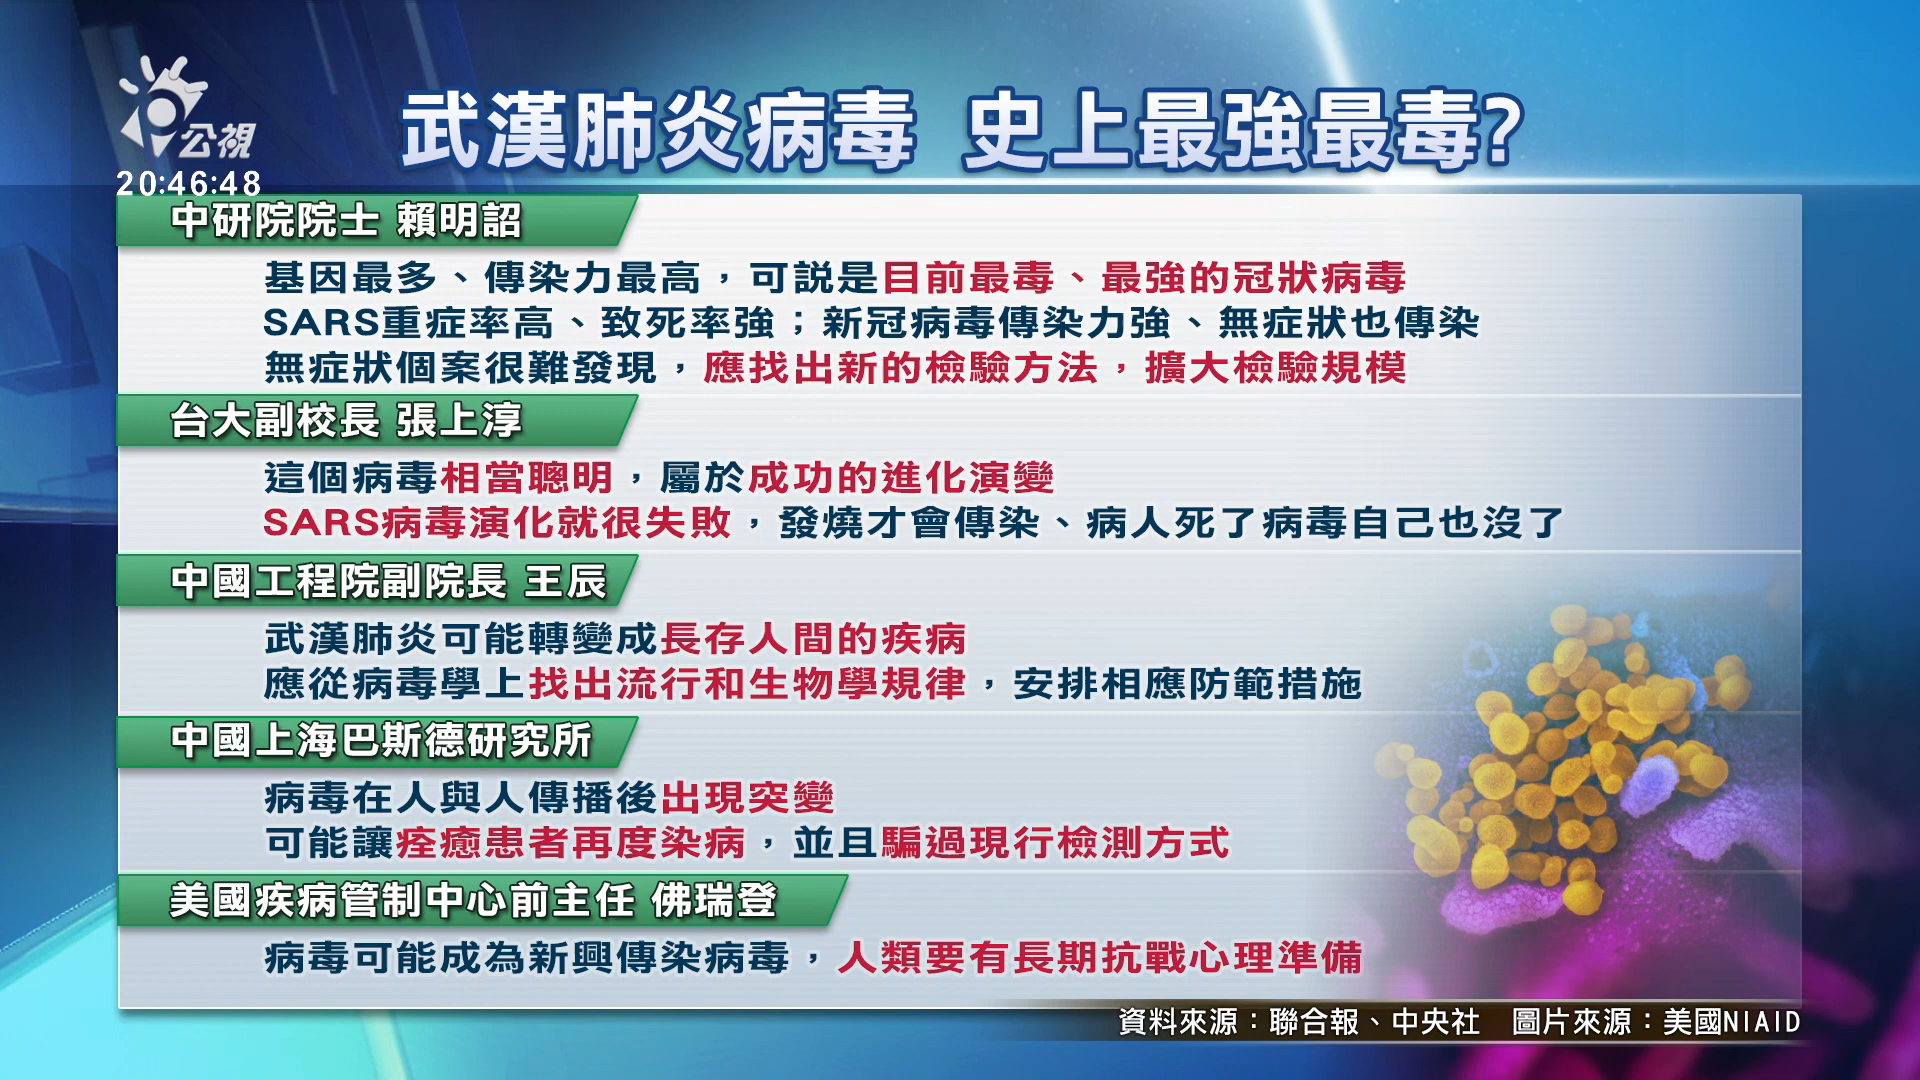 公視
20:46:48
武漢肺炎病毒 史上最強最毒?
中研院院士 賴明詔
基因最多、傳染力最高，可説是目前最毒、最強的冠狀病毒
SARS重症率高、致死率強；新冠病毒傳染力強、無症狀也傳染
無症狀個案很難發現，應找出新的檢驗方法，擴大檢驗規模
台大副校長 張上淳
這個病毒相當聰明，屬於成功的進化演變
SARS病毒演化就很失敗，發燒才會傳染、病人死了病毒自己也沒了
中國工程院副院長 王辰
武漢肺炎可能轉變成長存人間的疾病
應從病毒學上找出流行和生物學規律，安排相應防範措施
中國上海巴斯德研究所
病毒在人與人傳播後出現突變
可能讓痊癒患者再度染病，並且騙過現行檢測方式
美國疾病管制中心前主任 佛瑞登
病毒可能成為新興傳染病毒，人類要有長期抗戰心理準備
資料來源：聯合報、中央社 圖片來源：美國NIAID